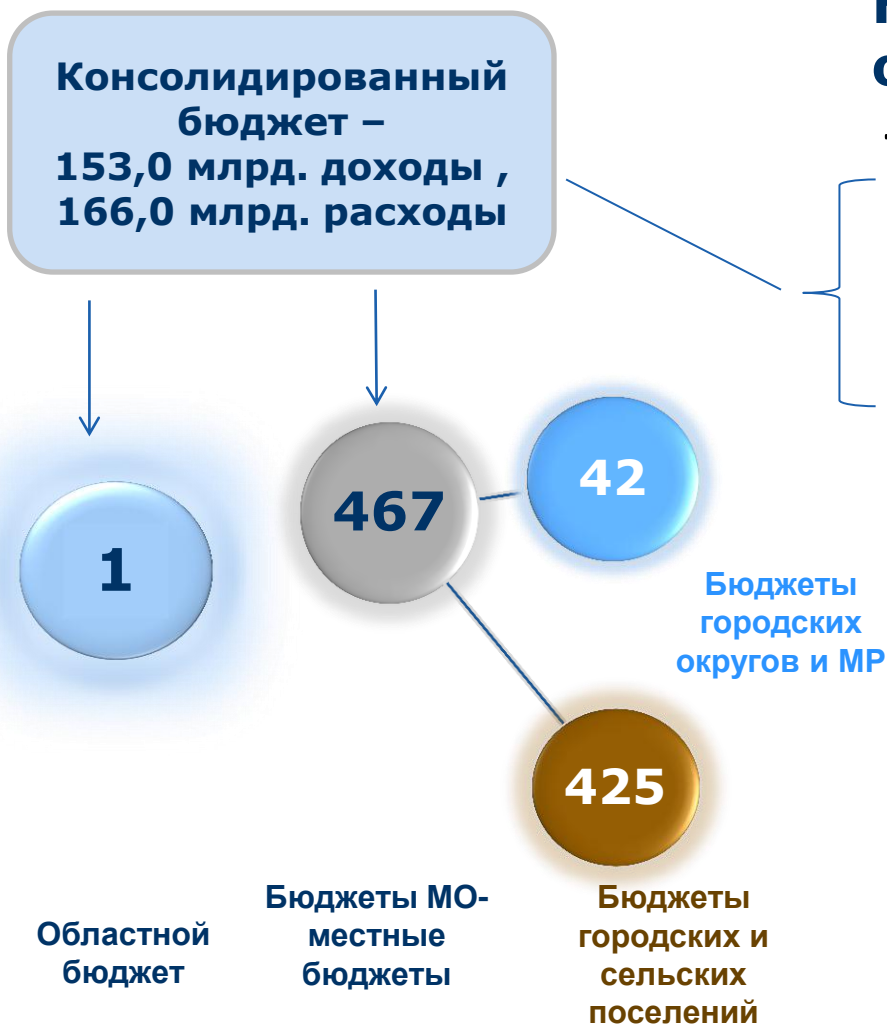 Консолидированный
бюджет –
153,0 млрд. доходы ,
166,0 млрд. расходы
1
467
42
Бюджеты
городских
округов и МР
425
Областной
бюджет
Бюджеты МО-
местные
бюджеты
Бюджеты
городских и
сельских
поселений